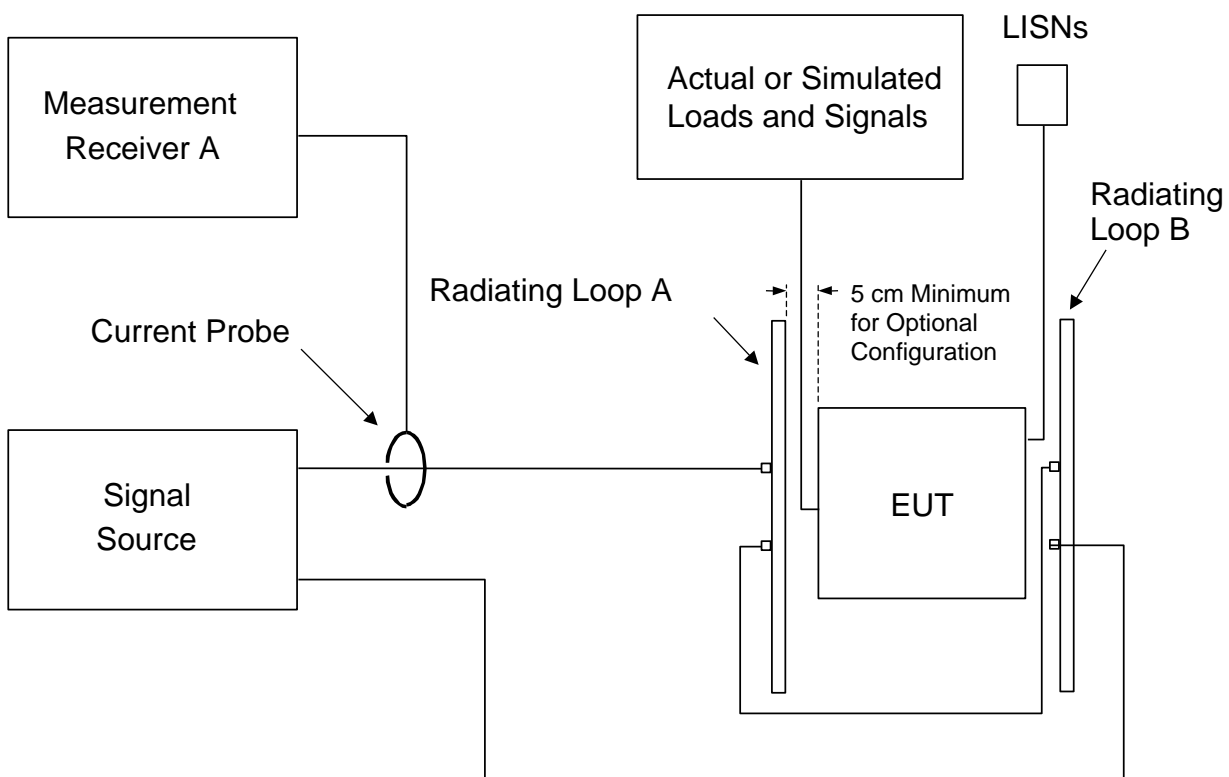 LISNs
Measurement
Receiver A
Actual or Simulated
Loads and Signals
Radiating
Loop B
Radiating Loop A
5 cm Minimum
for Optional
Configuration
Current Probe
Signal
Source
EUT